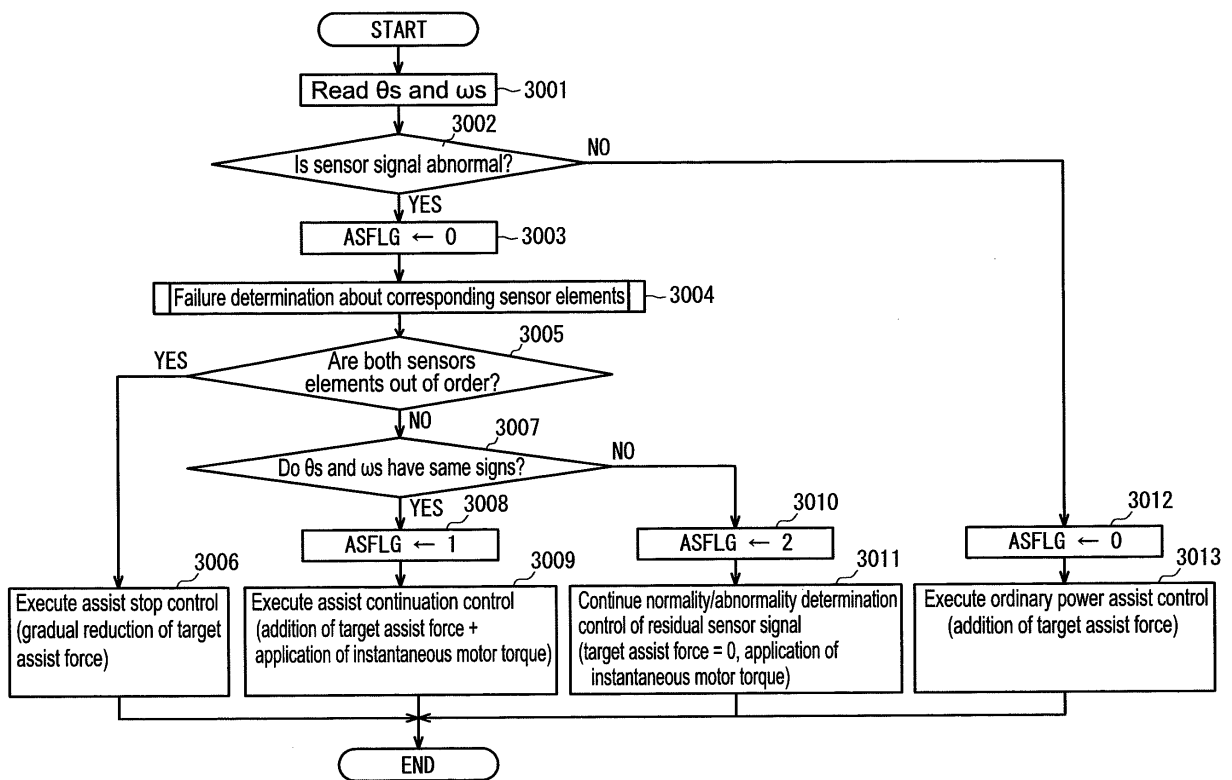 START
Read θs and ωs
3001
3002
Is sensor signal abnormal?
NO
YES
ASFLG ← 0
3003
Failure determination about corresponding sensor elements
3004
3005
YES
Are both sensors
elements out of order?
NO
3007
Do θs and ωs have same signs?
NO
YES
3008
ASFLG ← 1
3010
ASFLG ← 2
3012
ASFLG ← 0
3006
Execute assist stop control
(gradual reduction of target
assist force)
3009
Execute assist continuation control
(addition of target assist force +
application of instantaneous motor torque)
3011
Continue normality/abnormality determination
control of residual sensor signal
(target assist force = 0, application of
instantaneous motor torque)
3013
Execute ordinary power assist control
(addition of target assist force)
END